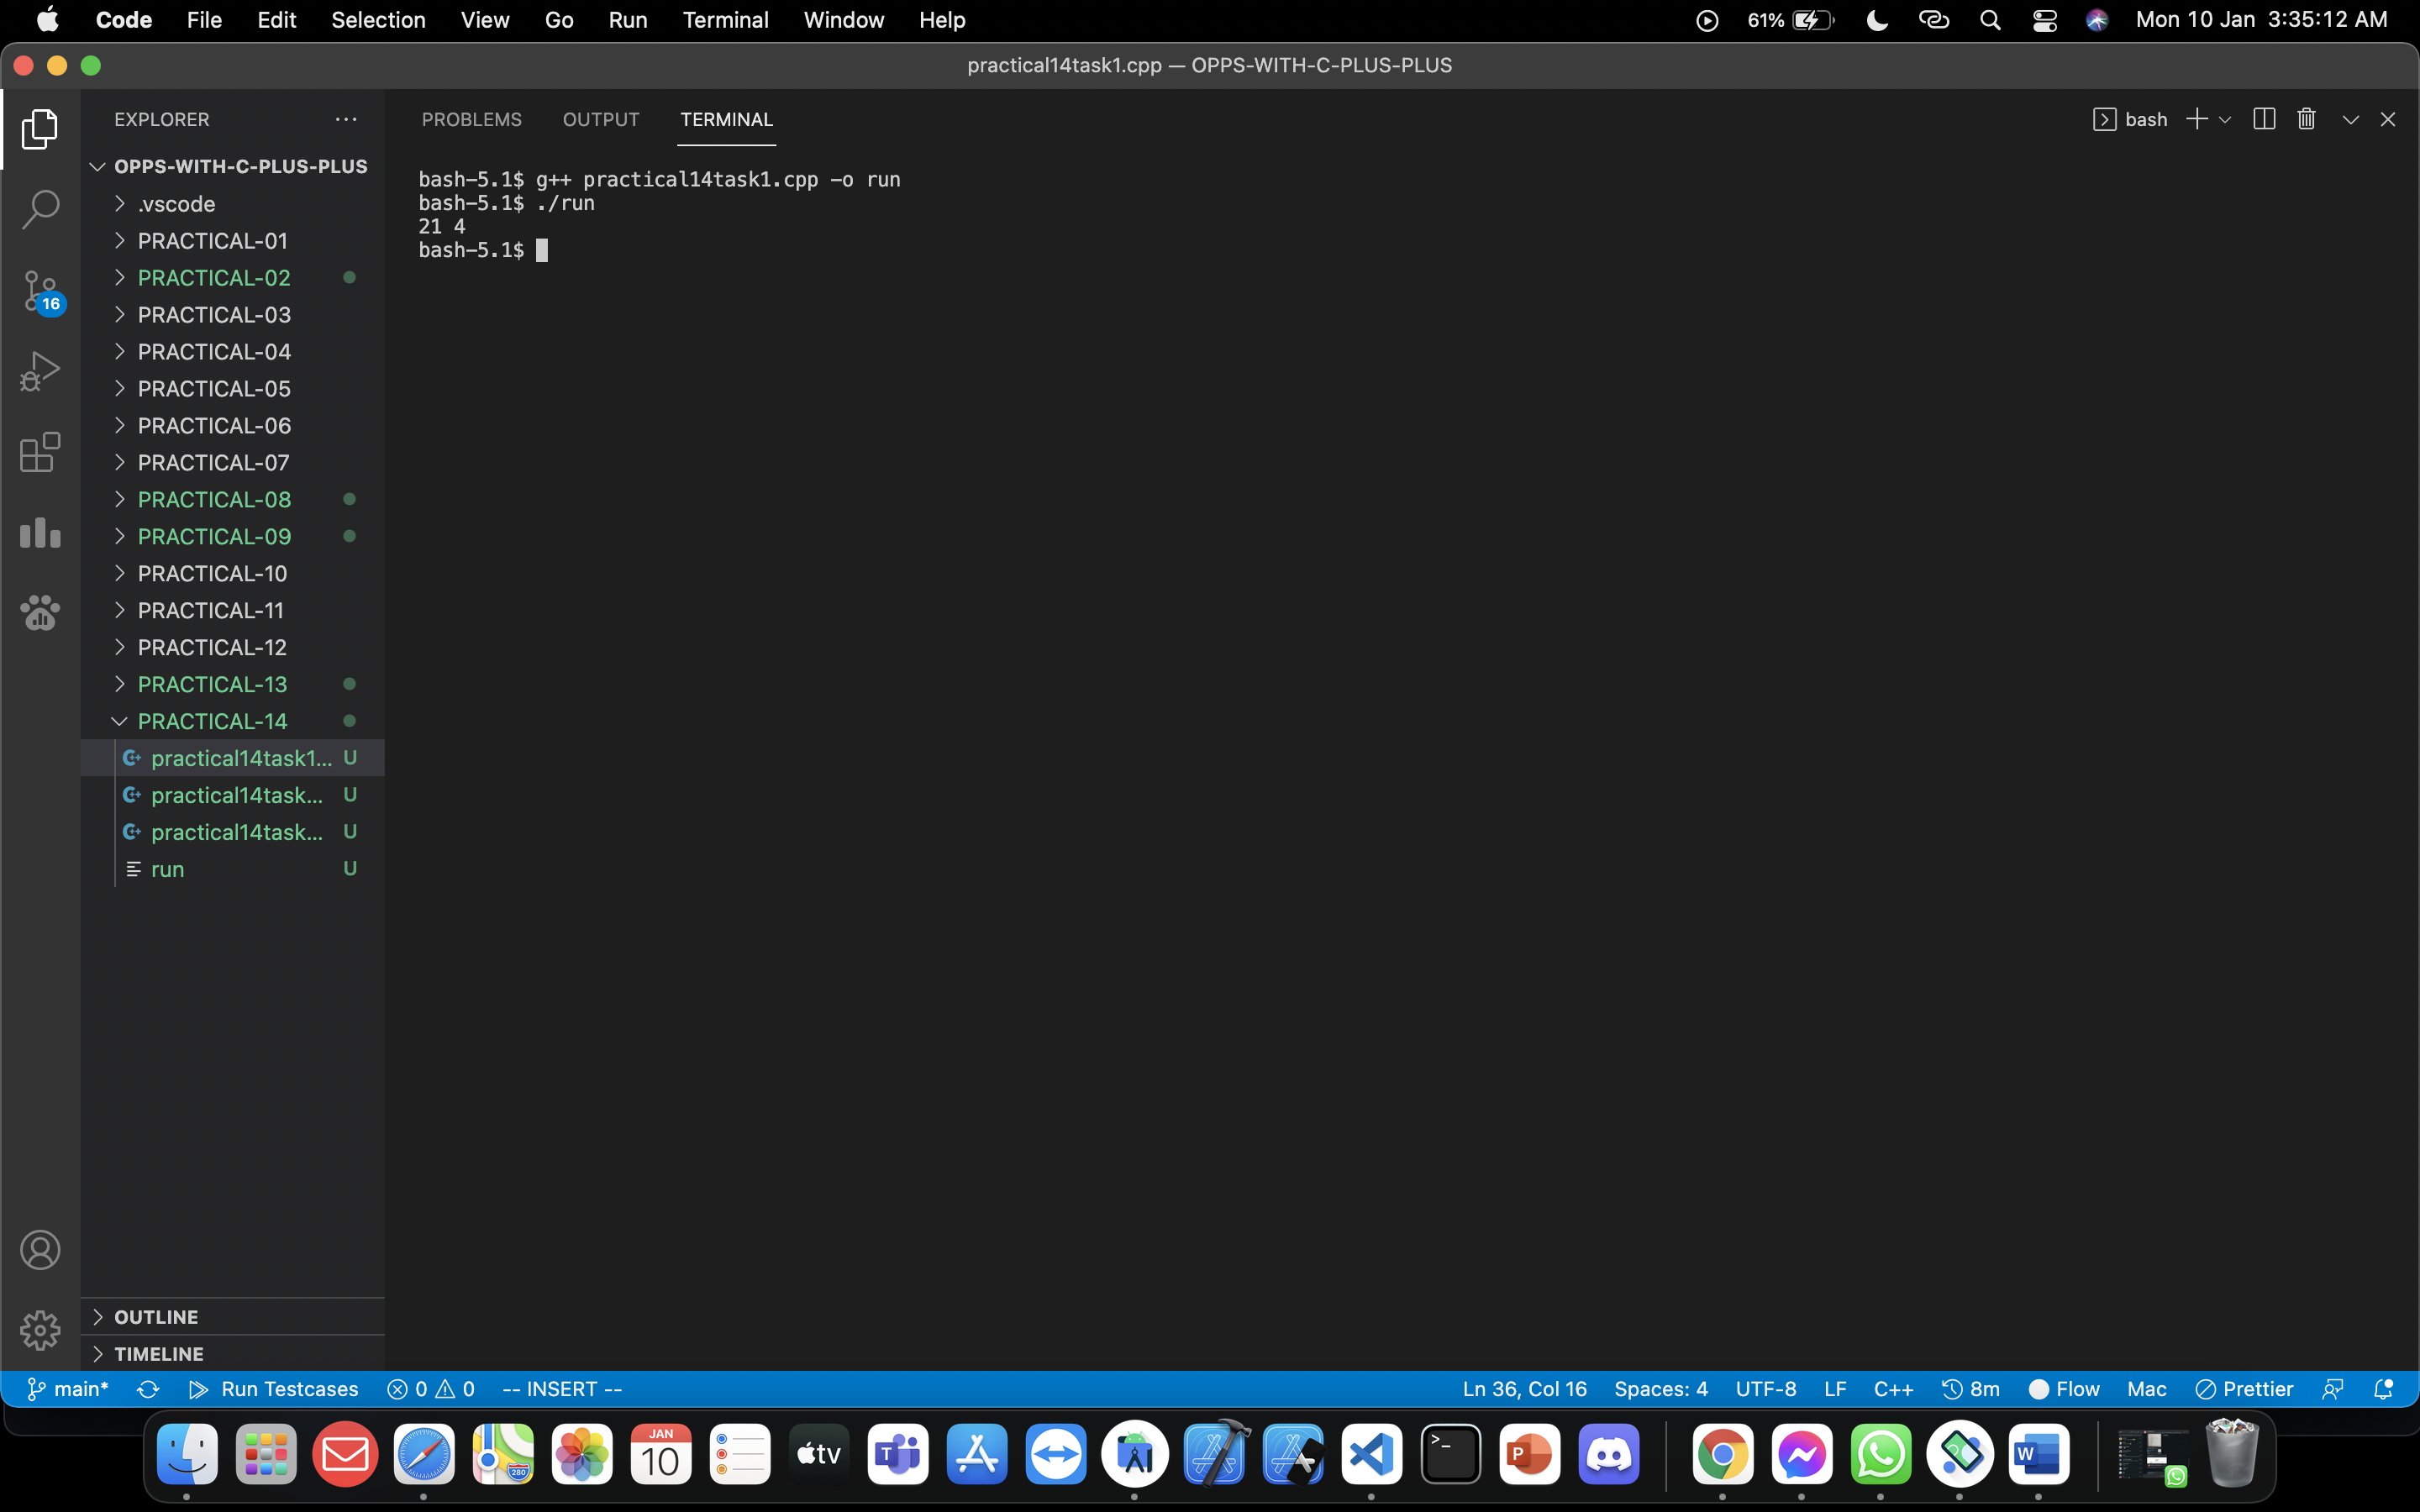 Code File Edit Selection View Go Run Terminal Window Help 61% Mon 10 Jan 3:35:12 AM
practical14task1.cpp — OPPS-WITH-C-PLUS-PLUS
EXPLORER ...
OPPS-WITH-C-PLUS-PLUS
.vscode
PRACTICAL-01
PRACTICAL-02
PRACTICAL-03
PRACTICAL-04
PRACTICAL-05
PRACTICAL-06
PRACTICAL-07
PRACTICAL-08
PRACTICAL-09
PRACTICAL-10
PRACTICAL-11
PRACTICAL-12
PRACTICAL-13
PRACTICAL-14
practical14task1... U
practical14task... U
practical14task... U
run U
OUTLINE
TIMELINE
16
PROBLEMS OUTPUT TERMINAL bash
bash-5.1$ g++ practical14task1.cpp -o run
bash-5.1$ ./run
21 4
bash-5.1$
main* Run Testcases 0 0 -- INSERT -- Ln 36, Col 16 Spaces: 4 UTF-8 LF C++ 8m Flow Mac Prettier
JAN
10
tv
T
280
>_
P
W